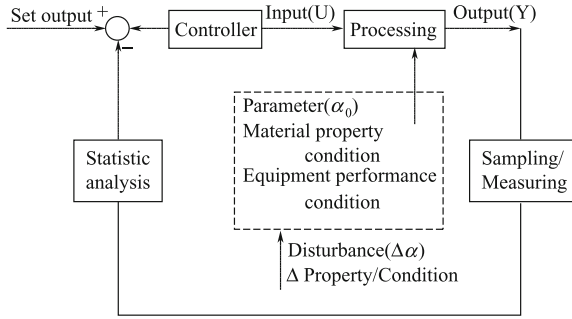 Set output +
−
Controller
Input(U)
Processing
Output(Y)
Parameter(α₀)
Material property
condition
Equipment performance
condition
Statistic
analysis
Sampling/
Measuring
Disturbance(Δα)
Δ Property/Condition